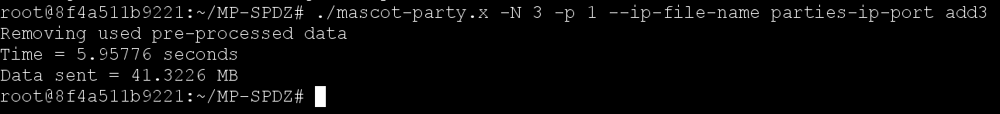 root@8f4a511b9221:~/MP-SPDZ# ./mascot-party.x -N 3 -p 1 --ip-file-name parties-ip-port add3
Removing used pre-processed data
Time = 5.95776 seconds
Data sent = 41.3226 MB
root@8f4a511b9221:~/MP-SPDZ#